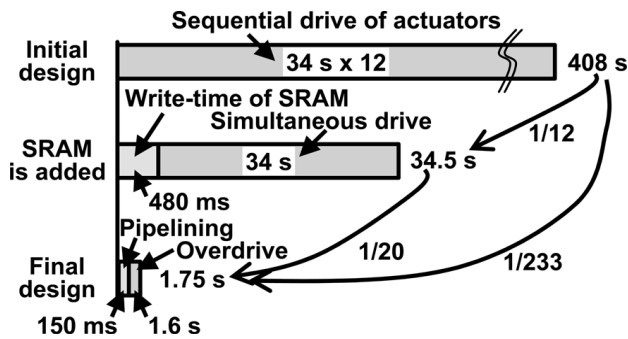 Sequential drive of actuators
Initial design
34 s x 12
408 s
Write-time of SRAM
Simultaneous drive
1/12
SRAM is added
34 s
34.5 s
480 ms
Pipelining
Overdrive
1/20
Final design
1.75 s
1/233
150 ms
1.6 s